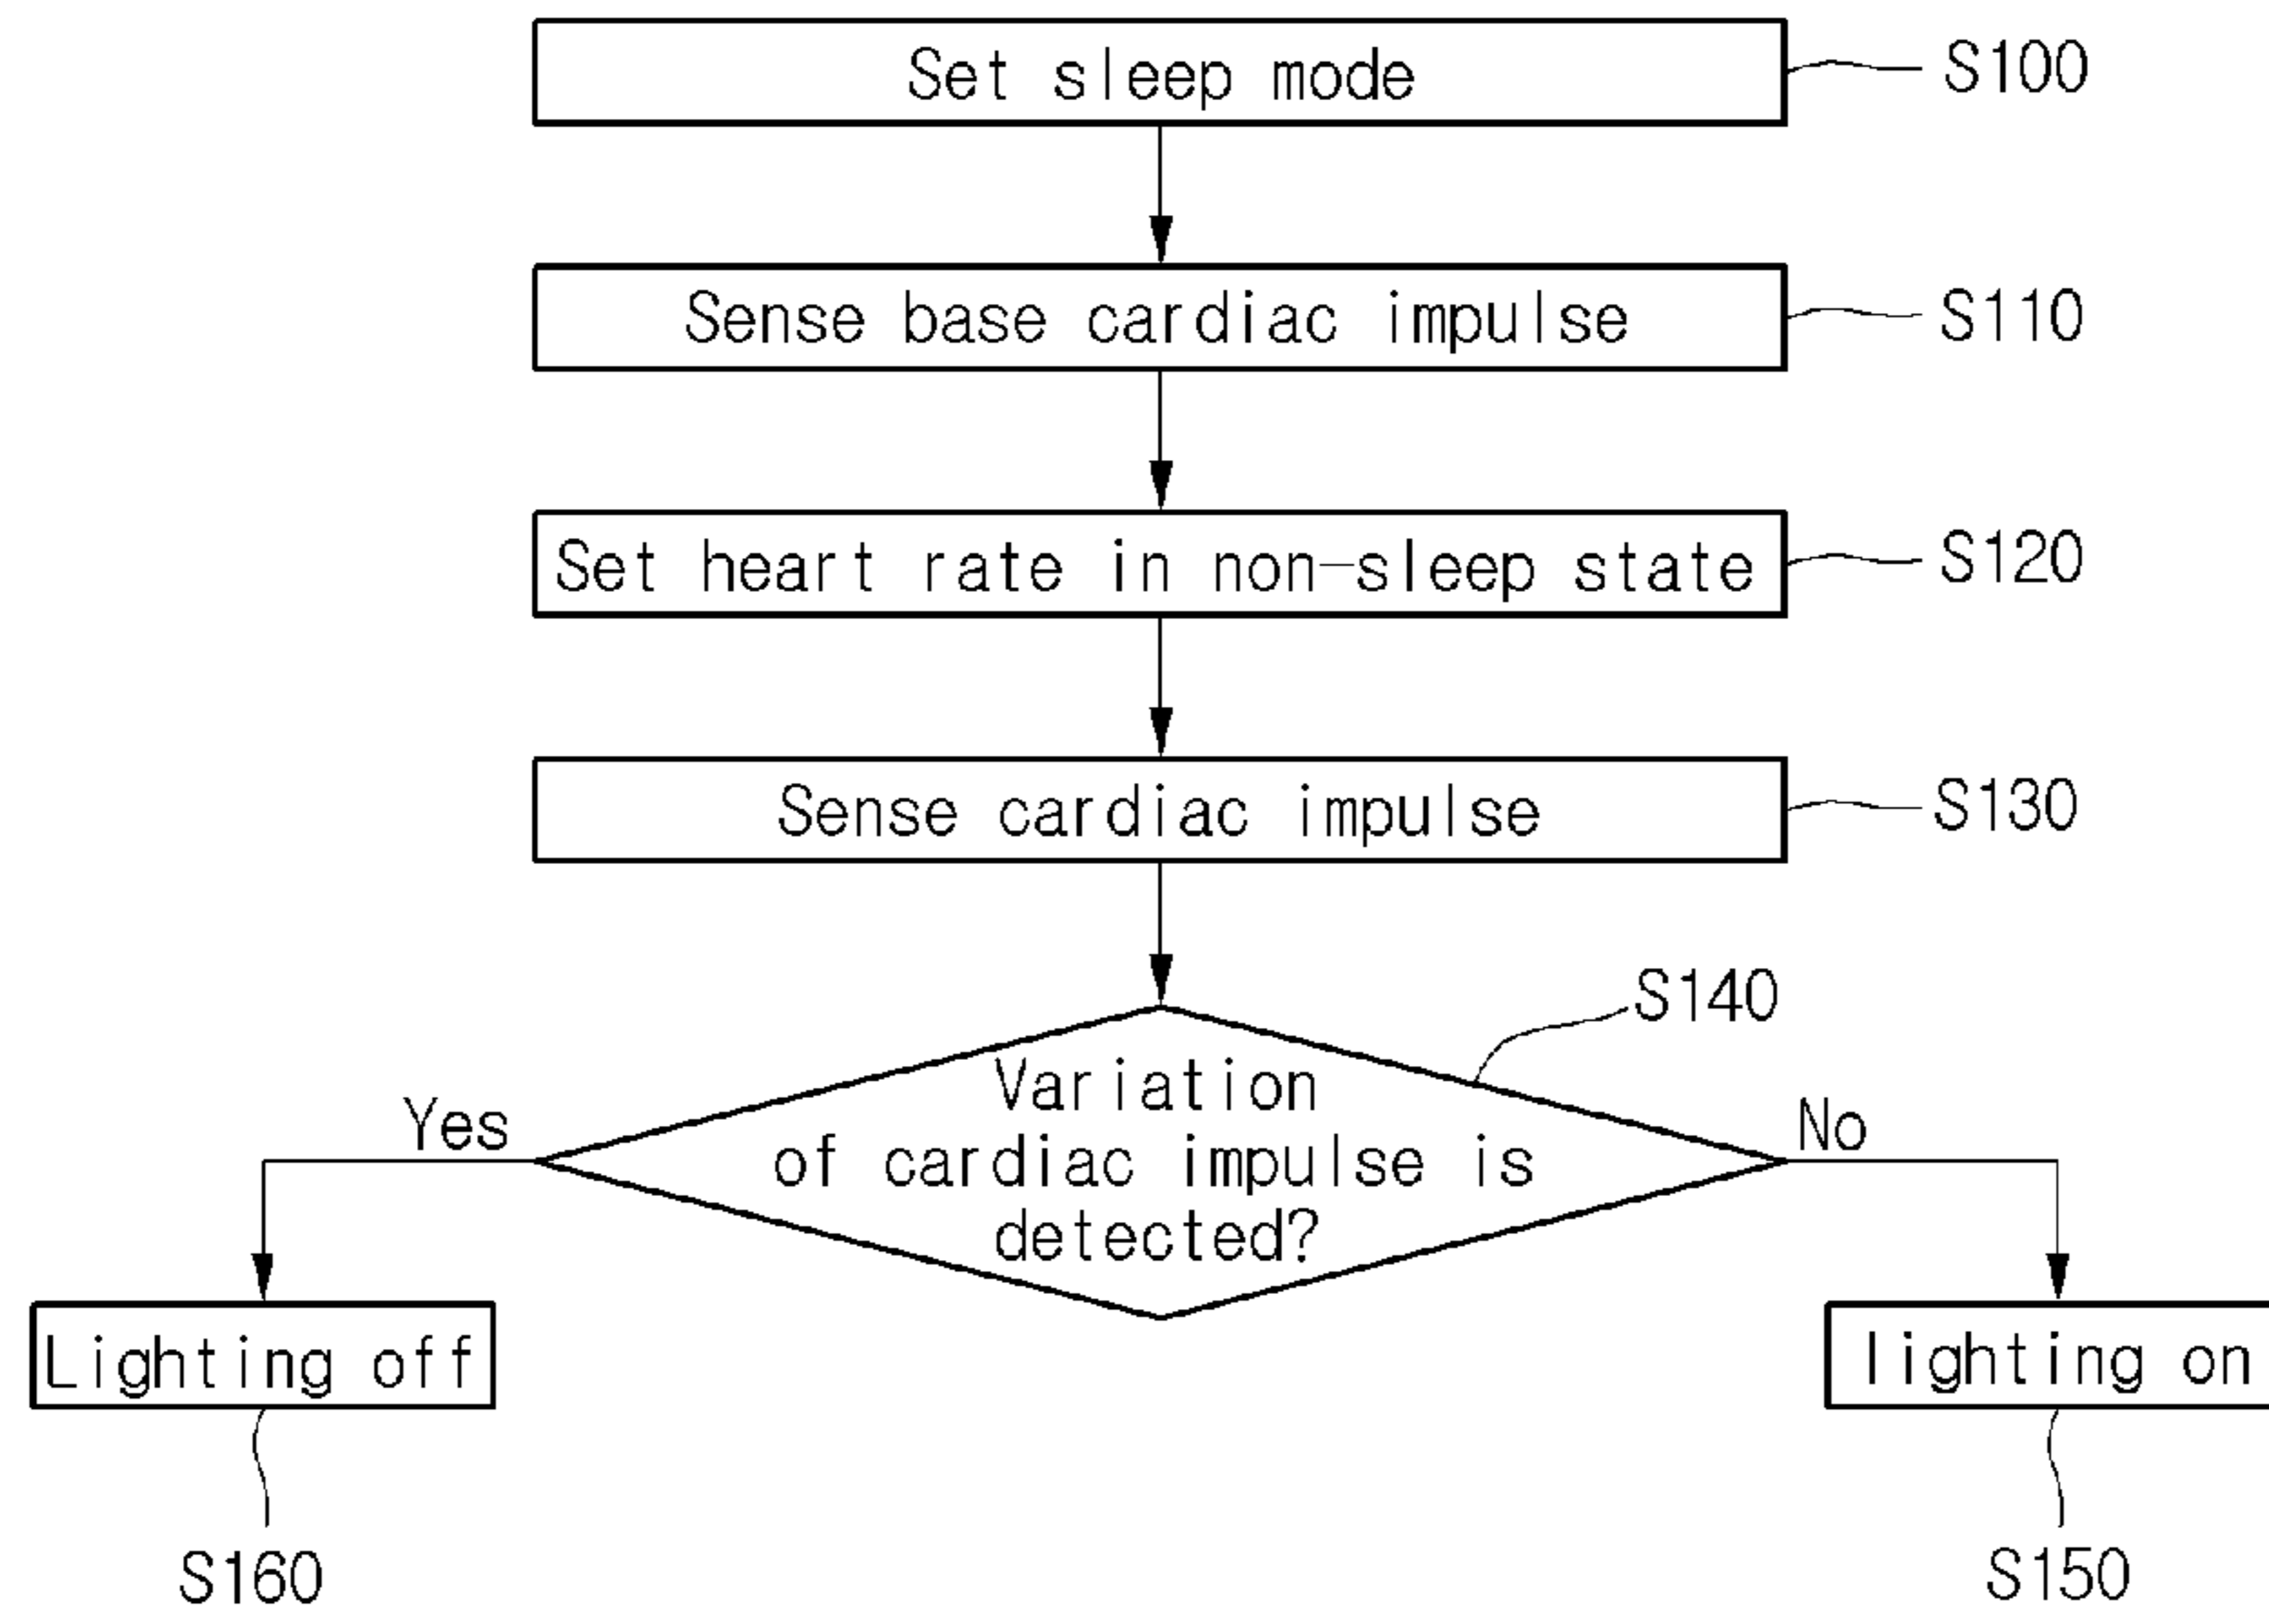 Set sleep mode
S100
Sense base cardiac impulse
S110
Set heart rate in non-sleep state
S120
Sense cardiac impulse
S130
S140
Variation
of cardiac impulse is
detected?
Yes
No
Lighting off
lighting on
S160
S150